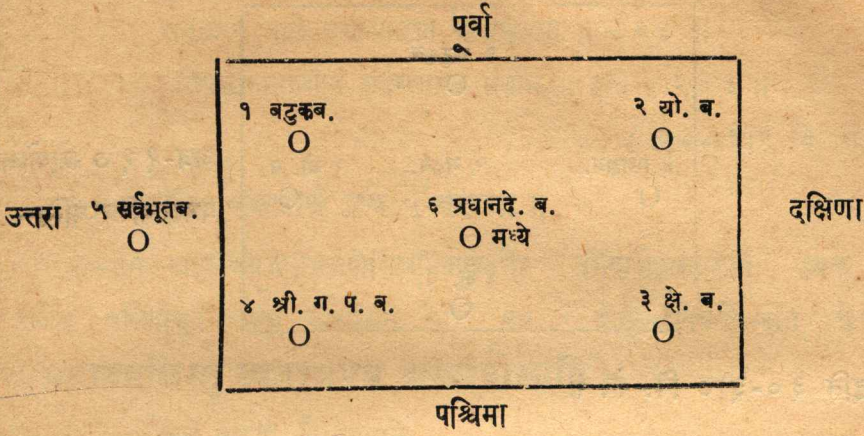 पूर्वा
१ बटुकब. २ यो. ब.
उत्तरा ५ सर्वभूतब. ६ प्रधानदे. ब. दक्षिणा
मध्ये
४ श्री. ग. प. ब. ३ क्षे. ब.
पश्चिमा